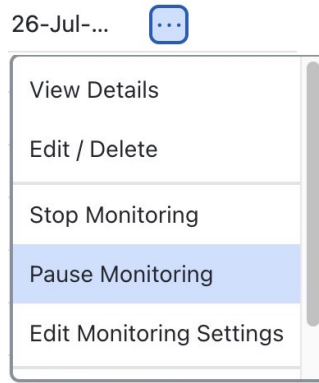 26-Jul-...
View Details
Edit / Delete
Stop Monitoring
Pause Monitoring
Edit Monitoring Settings